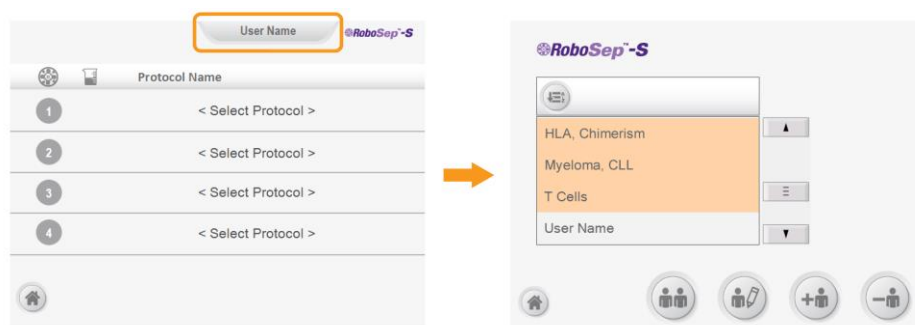 User Name
RoboSep™-S
Protocol Name
1 < Select Protocol >
2 < Select Protocol >
3 < Select Protocol >
4 < Select Protocol >
RoboSep™-S
HLA, Chimerism
Myeloma, CLL
T Cells
User Name